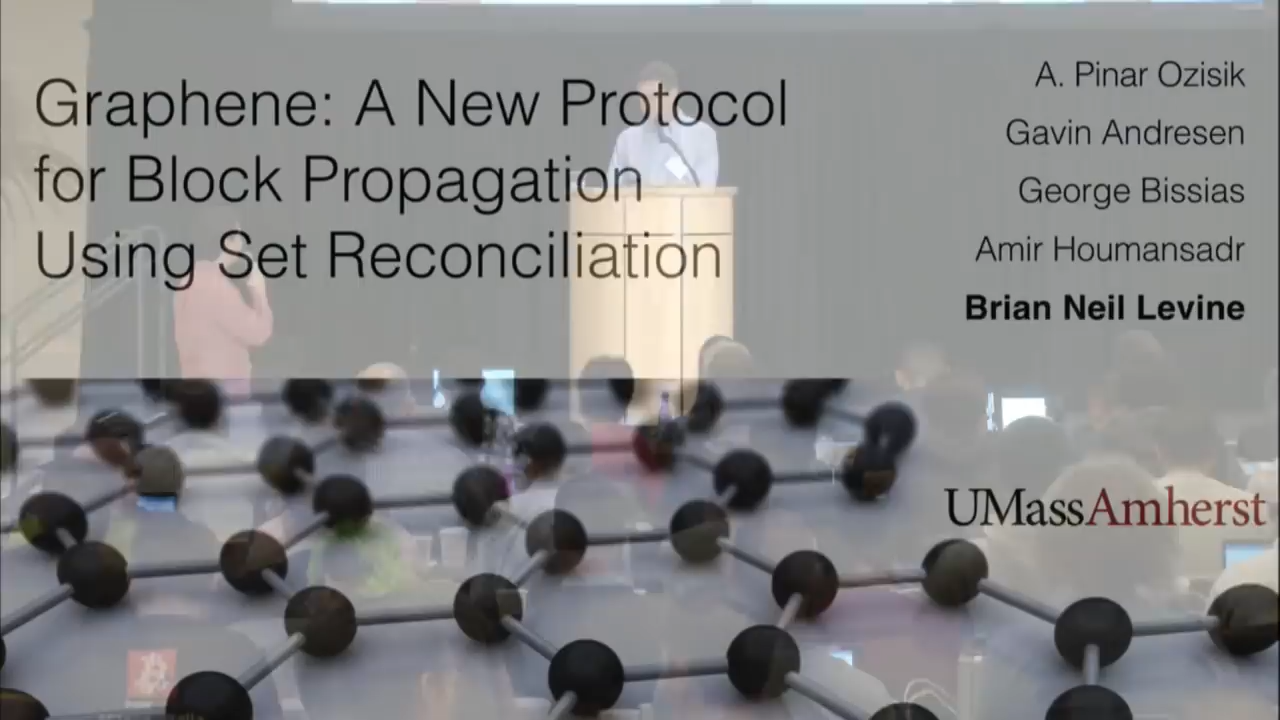 Graphene: A New Protocol
for Block Propagation
Using Set Reconciliation
A. Pinar Ozisik
Gavin Andresen
George Bissias
Amir Houmansadr
Brian Neil Levine
UMassAmherst